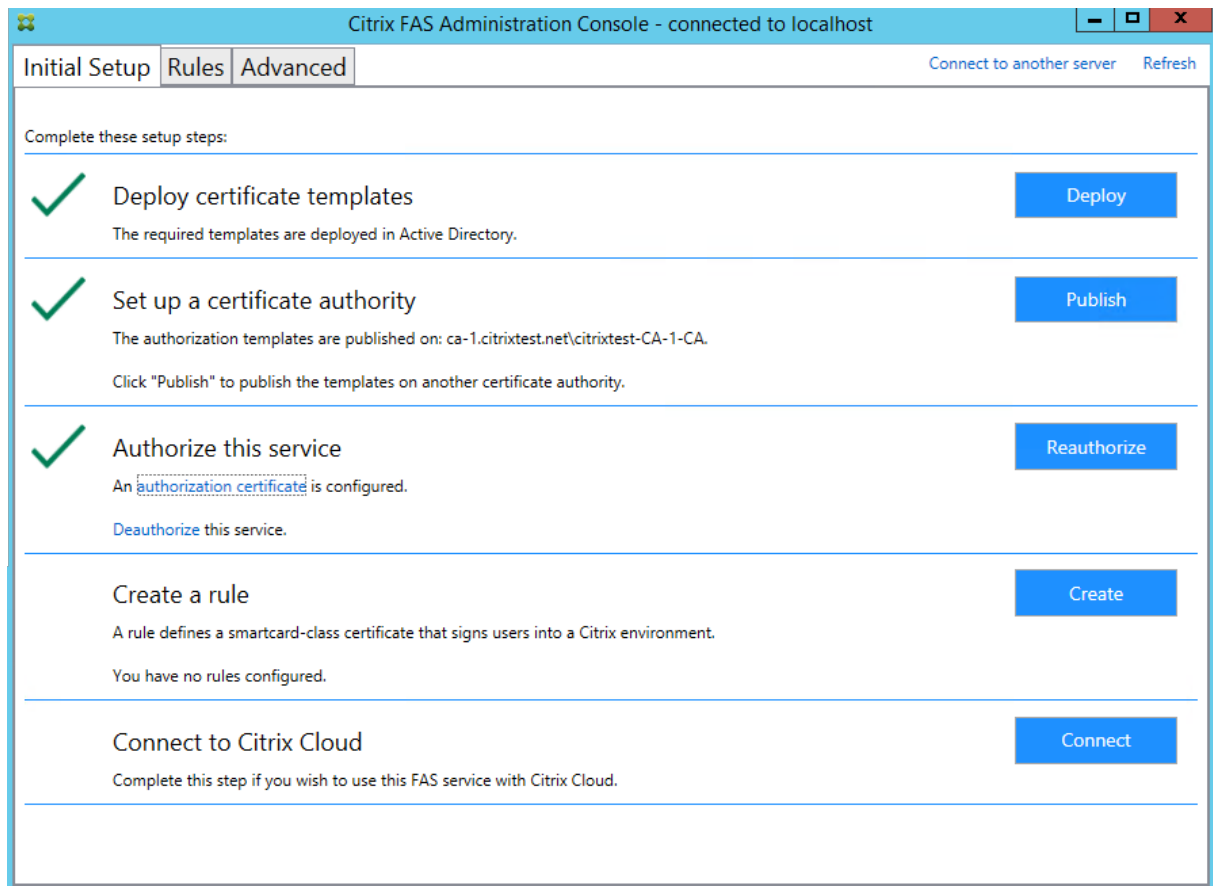 Citrix FAS Administration Console - connected to localhost
Initial Setup Rules Advanced Connect to another server Refresh
Complete these setup steps:
Deploy certificate templates Deploy
The required templates are deployed in Active Directory.
Set up a certificate authority Publish
The authorization templates are published on: ca-1.citrixtest.net\citrixtest-CA-1-CA.
Click "Publish" to publish the templates on another certificate authority.
Authorize this service Reauthorize
An authorization certificate is configured.
Deauthorize this service.
Create a rule Create
A rule defines a smartcard-class certificate that signs users into a Citrix environment.
You have no rules configured.
Connect to Citrix Cloud Connect
Complete this step if you wish to use this FAS service with Citrix Cloud.